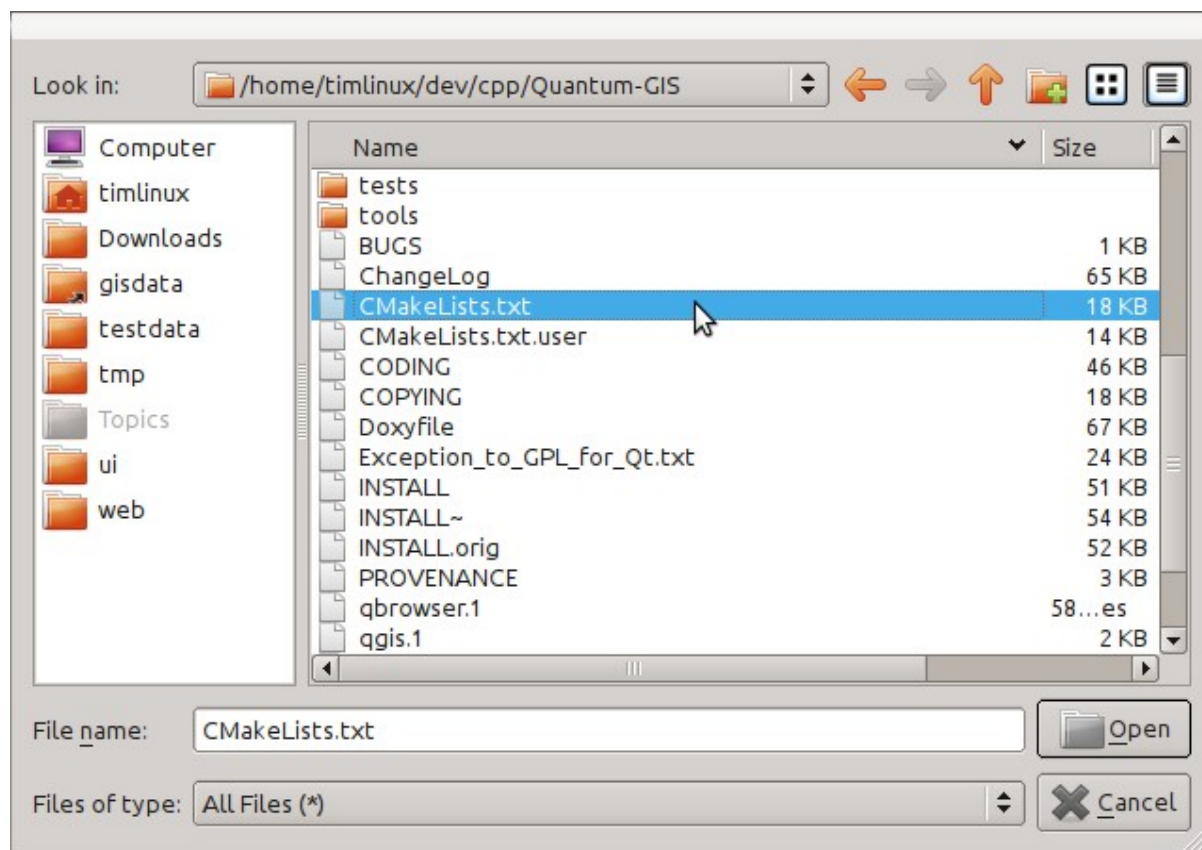 Look in: /home/timlinux/dev/cpp/Quantum-GIS
Computer
timlinux
Downloads
gisdata
testdata
tmp
Topics
ui
web
Name Size
tests
tools
BUGS 1 KB
ChangeLog 65 KB
CMakeLists.txt 18 KB
CMakeLists.txt.user 14 KB
CODING 46 KB
COPYING 18 KB
Doxyfile 67 KB
Exception_to_GPL_for_Qt.txt 24 KB
INSTALL 51 KB
INSTALL~ 54 KB
INSTALL.orig 52 KB
PROVENANCE 3 KB
qbrowser.1 58...es
qgis.1 2 KB
File name: CMakeLists.txt Open
Files of type: All Files (*) Cancel